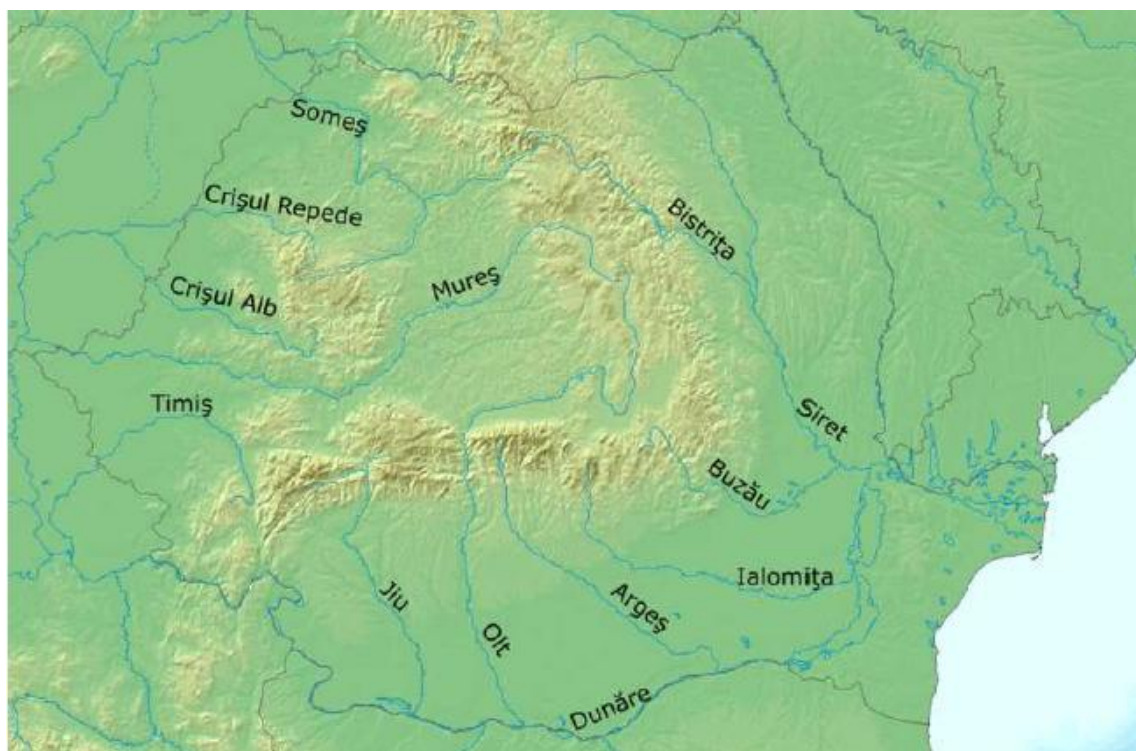 Someş
Crişul Repede
Bistriţa
Mureş
Crişul Alb
Timiş
Siret
Buzău
Ialomiţa
Jiu
Argeş
Olt
Dunăre